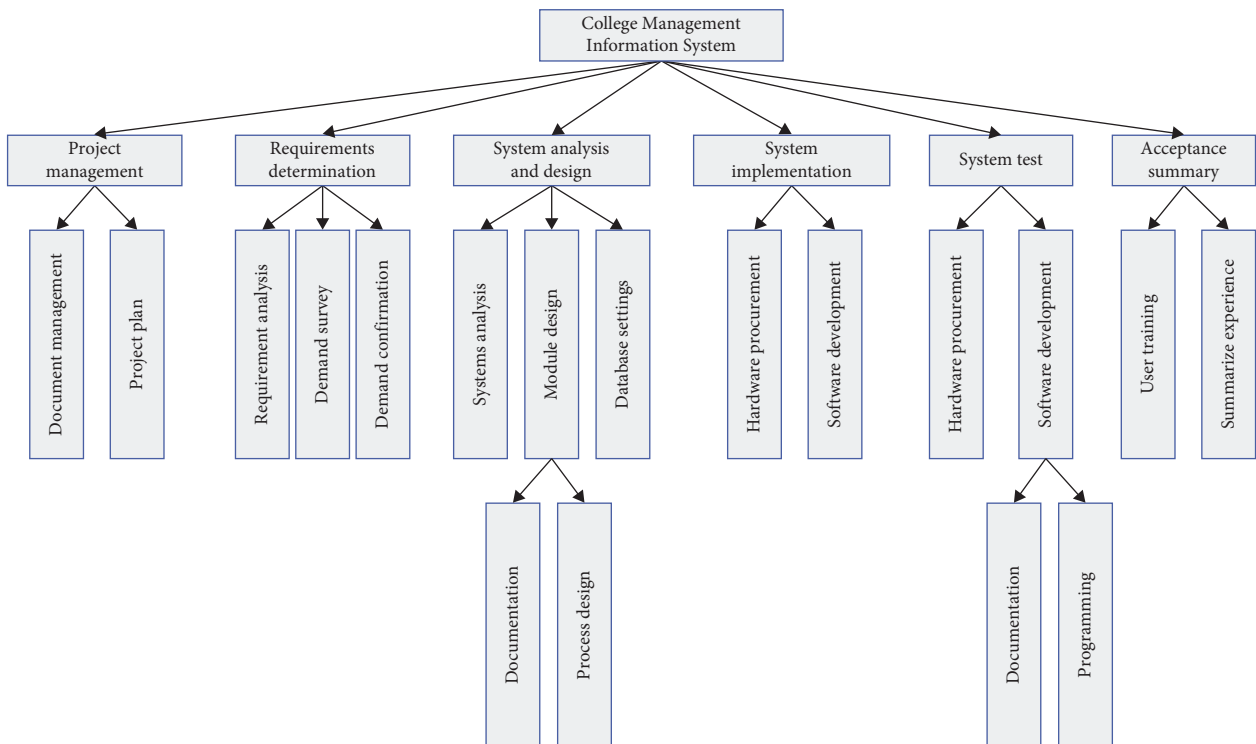 College Management
Information System
Project
management
Requirements
determination
System analysis
and design
System
implementation
System test
Acceptance
summary
Document management
Project plan
Requirement analysis
Demand survey
Demand confirmation
Systems analysis
Module design
Database settings
Hardware procurement
Software development
Hardware procurement
Software development
User training
Summarize experience
Documentation
Process design
Documentation
Programming